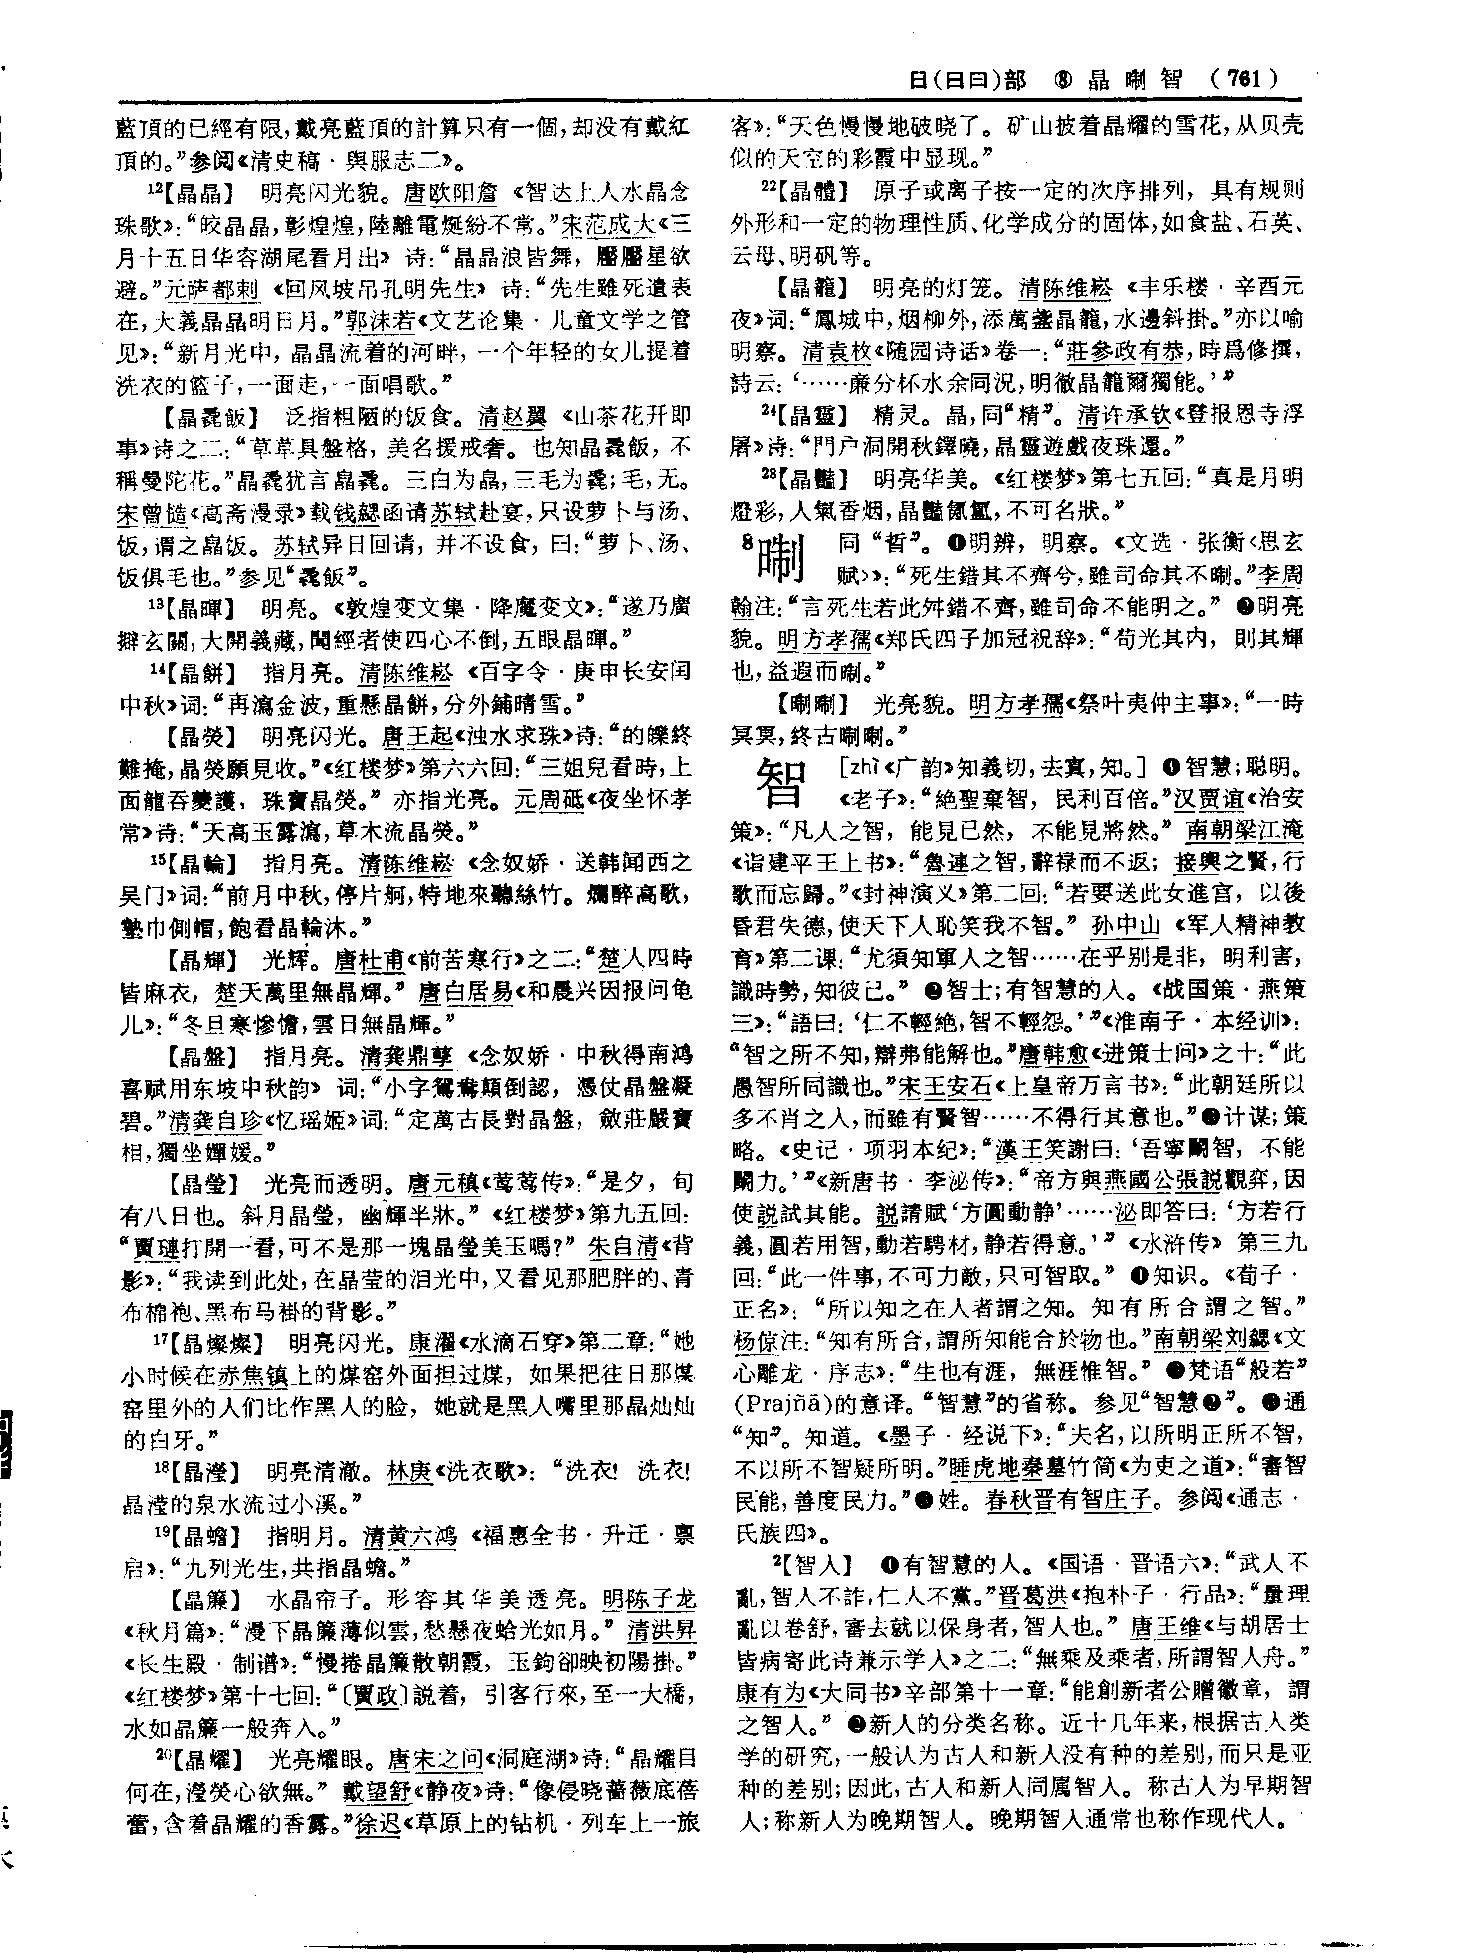 日(⺜曰)部　⑧晶晣智（761）
藍頂的已經有限，戴亮藍頂的計算只有一個，却没有戴紅
頂的。”参阅《清史稿·舆服志二》。
12【晶晶】　明亮闪光貌。唐欧阳詹《智达上人水晶念
珠歌》：“皎晶晶，彰煌煌，陸離電烻紛不常。”宋范成大《三
月十五日华容湖尾看月出》诗：“晶晶浪皆舞，靨靨星欲
避。”元萨都剌《回风坡吊孔明先生》诗：“先生雖死遺表
在，大義晶晶明日月。”郭沫若《文艺论集·儿童文学之管
见》：“新月光中，晶晶流着的河畔，一个年轻的女儿提着
洗衣的篮子，一面走，一面唱歌。”
【晶毳飯】　泛指粗陋的饭食。清赵翼《山茶花开即
事》诗之二：“草草具盤格，美名援戒奢。也知晶毳飯，不
稱曼陀花。”晶毳犹言皛毳。三白为皛，三毛为毳；毛，无。
宋曾慥《高斋漫录》载钱勰函请苏轼赴宴，只设萝卜与汤、
饭，谓之皛饭。苏轼异日回请，并不设食，曰：“萝卜、汤、
饭俱毛也。”参见“毳飯”。
13【晶暉】　明亮。《敦煌变文集·降魔变文》：“遂乃廣
擗玄關，大開義藏，聞經者使四心不倒，五眼晶暉。”
14【晶餅】　指月亮。清陈维崧《百字令·庚申长安闰
中秋》词：“再瀉金波，重懸晶餅，分外鋪晴雪。”
【晶熒】　明亮闪光。唐王起《浊水求珠》诗：“的皪終
難掩，晶熒願見收。”《红楼梦》第六六回：“三姐兒看時，上
面龍吞夔護，珠寶晶熒。”亦指光亮。元周砥《夜坐怀孝
常》诗：“天高玉露瀉，草木流晶熒。”
15【晶輪】　指月亮。清陈维崧《念奴娇·送韩闻西之
吴门》词：“前月中秋，停片舸，特地來聽絲竹。爛醉高歌，
墊巾側帽，飽看晶輪沐。”
【晶輝】　光辉。唐杜甫《前苦寒行》之二：“楚人四時
皆麻衣，楚天萬里無晶輝。”唐白居易《和晨兴因报问龟
儿》：“冬旦寒慘憺，雲日無晶輝。”
【晶盤】　指月亮。清龚鼎孳《念奴娇·中秋得南鸿
喜赋用东坡中秋韵》词：“小字鴛鴦顛倒認，憑仗晶盤凝
碧。”清龚自珍《忆瑶姬》词：“定萬古長對晶盤，斂莊嚴寶
相，獨坐嬋媛。”
【晶瑩】　光亮而透明。唐元稹《莺莺传》：“是夕，旬
有八日也。斜月晶瑩，幽輝半牀。”《红楼梦》第九五回：
“賈璉打開一看，可不是那一塊晶瑩美玉嗎？”朱自清《背
影》：“我读到此处，在晶莹的泪光中，又看见那肥胖的、青
布棉袍、黑布马褂的背影。”
17【晶燦燦】　明亮闪光。康濯《水滴石穿》第二章：“她
小时候在赤焦镇上的煤窑外面担过煤，如果把往日那煤
窑里外的人们比作黑人的脸，她就是黑人嘴里那晶灿灿
的白牙。”
18【晶瀅】　明亮清澈。林庚《洗衣歌》：“洗衣！洗衣！
晶滢的泉水流过小溪。”
19【晶蟾】　指明月。清黄六鸿《福惠全书·升迁·禀
启》：“九列光生，共指晶蟾。”
【晶簾】　水晶帘子。形容其华美透亮。明陈子龙
《秋月篇》：“漫下晶簾薄似雲，愁懸夜蛤光如月。”清洪昇
《长生殿·制谱》：“慢捲晶簾散朝霞，玉鉤卻映初陽掛。”
《红楼梦》第十七回：“〔賈政〕説着，引客行來，至一大橋，
水如晶簾一般奔入。”
20【晶耀】　光亮耀眼。唐宋之问《洞庭湖》诗：“晶耀目
何在，瀅熒心欲無。”戴望舒《静夜》诗：“像侵晓蔷薇底蓓
蕾，含着晶耀的香露。”徐迟《草原上的钻机·列车上一旅
客》：“天色慢慢地破晓了。矿山披着晶耀的雪花，从贝壳
似的天空的彩霞中显现。”
22【晶體】　原子或离子按一定的次序排列，具有规则
外形和一定的物理性质、化学成分的固体，如食盐、石英、
云母、明矾等。
【晶籠】　明亮的灯笼。清陈维崧《丰乐楼·辛酉元
夜》词：“鳳城中，烟柳外，添萬盞晶籠，水邊斜掛。”亦以喻
明察。清袁枚《随园诗话》卷一：“莊參政有恭，時爲修撰，
詩云：‘……廉分杯水余同況，明徹晶籠爾獨能。’”
24【晶靈】　精灵。晶，同“精”。清许承钦《登报恩寺浮
屠》诗：“門户洞開秋鐸曉，晶靈遊戲夜珠還。”
28【晶豔】　明亮华美。《红楼梦》第七五回：“真是月明
燈彩，人氣香烟，晶豔氤氲，不可名狀。”
8晣　同“晢”。❶明辨，明察。《文选·张衡〈思玄
赋〉》：“死生錯其不齊兮，雖司命其不晣。”李周
翰注：“言死生若此舛錯不齊，雖司命不能明之。”❷明亮
貌。明方孝孺《郑氏四子加冠祝辞》：“苟光其内，則其輝
也，益遐而晣。”
【晣晣】　光亮貌。明方孝孺《祭叶夷仲主事》：“一時
冥冥，終古晣晣。”
智　［zhì《广韵》知義切，去寘，知。］❶智慧；聪明。
《老子》：“絶聖棄智，民利百倍。”汉贾谊《治安
策》：“凡人之智，能見已然，不能見將然。”南朝梁江淹
《诣建平王上书》：“魯連之智，辭禄而不返；接輿之賢，行
歌而忘歸。”《封神演义》第二回：“若要送此女進宫，以後
昏君失德，使天下人恥笑我不智。”孙中山《军人精神教
育》第二课：“尤須知軍人之智……在乎别是非，明利害，
識時勢，知彼己。”❷智士；有智慧的人。《战国策·燕策
三》：“語曰：‘仁不輕絶，智不輕怨。’”《淮南子·本经训》：
“智之所不知，辯弗能解也。”唐韩愈《进策士问》之十：“此
愚智所同識也。”宋王安石《上皇帝万言书》：“此朝廷所以
多不肖之人，而雖有賢智……不得行其意也。”❸计谋；策
略。《史记·项羽本纪》：“漢王笑謝曰：‘吾寧鬭智，不能
鬭力。’”《新唐书·李泌传》：“帝方與燕國公張説觀弈，因
使説試其能。説請賦‘方圓動静’……泌即答曰：‘方若行
義，圓若用智，動若騁材，静若得意。’”《水浒传》第三九
回：“此一件事，不可力敵，只可智取。”❹知识。《荀子·
正名》：“所以知之在人者謂之知。知有所合謂之智。”
杨倞注：“知有所合，謂所知能合於物也。”南朝梁刘勰《文
心雕龙·序志》：“生也有涯，無涯惟智。”❺梵语“般若”
(Prajñā)的意译。“智慧”的省称。参见“智慧❷”。❻通
“知”。知道。《墨子·经说下》：“夫名，以所明正所不智，
不以所不智疑所明。”睡虎地秦墓竹简《为吏之道》：“審智
民能，善度民力。”❼姓。春秋晋有智庄子。参阅《通志·
氏族四》。
2【智人】　❶有智慧的人。《国语·晋语六》：“武人不
亂，智人不詐，仁人不黨。”晋葛洪《抱朴子·行品》：“量理
亂以卷舒，審去就以保身者，智人也。”唐王维《与胡居士
皆病寄此诗兼示学人》之二：“無乘及乘者，所謂智人舟。”
康有为《大同书》辛部第十一章：“能創新者公贈徽章，謂
之智人。”❷新人的分类名称。近十几年来，根据古人类
学的研究，一般认为古人和新人没有种的差别，而只是亚
种的差别；因此，古人和新人同属智人。称古人为早期智
人；称新人为晚期智人。晚期智人通常也称作现代人。